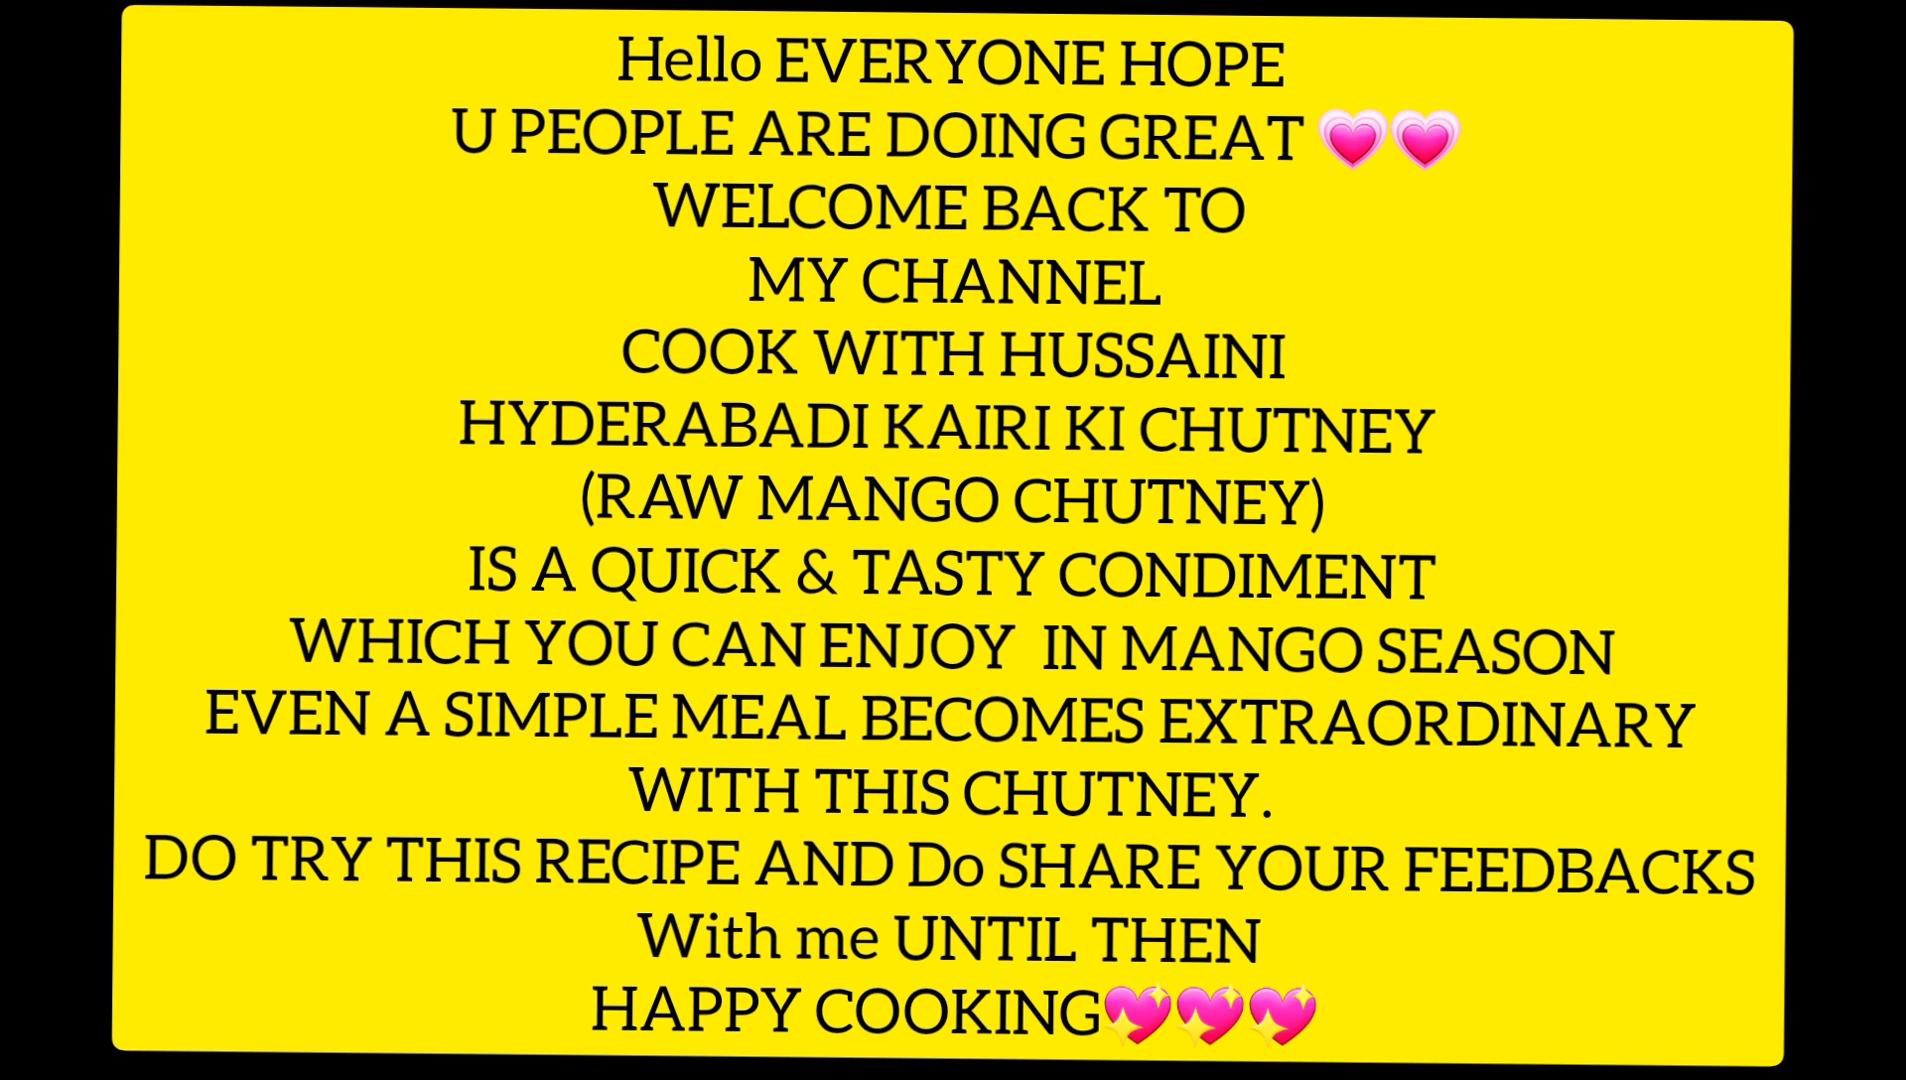 Hello EVERYONE HOPE
U PEOPLE ARE DOING GREAT 💗💗
WELCOME BACK TO
MY CHANNEL
COOK WITH HUSSAINI
HYDERABADI KAIRI KI CHUTNEY
(RAW MANGO CHUTNEY)
IS A QUICK & TASTY CONDIMENT
WHICH YOU CAN ENJOY  IN MANGO SEASON
EVEN A SIMPLE MEAL BECOMES EXTRAORDINARY
WITH THIS CHUTNEY.
DO TRY THIS RECIPE AND Do SHARE YOUR FEEDBACKS
With me UNTIL THEN
HAPPY COOKING💖💖💖